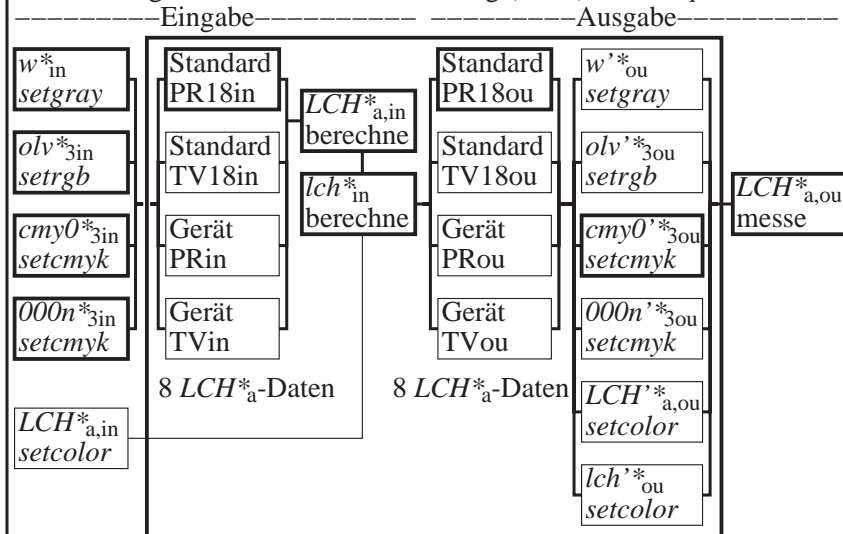 Eingabe Ausgabe
w*in
setgray
olv*3in
setrgb
cmy0*3in
setcmyk
000n*3in
setcmyk
LCH*a,in
setcolor
Standard
PR18in
Standard
TV18in
Gerät
PRin
Gerät
TVin
8 LCH*a-Daten
LCH*a,in
berechne
lch*in
berechne
Standard
PR18ou
Standard
TV18ou
Gerät
PRou
Gerät
TVou
8 LCH*a-Daten
w'*ou
setgray
olv'*3ou
setrgb
cmy0'*3ou
setcmyk
000n'*3ou
setcmyk
LCH'*a,ou
setcolor
lch'*ou
setcolor
LCH*a,ou
messe